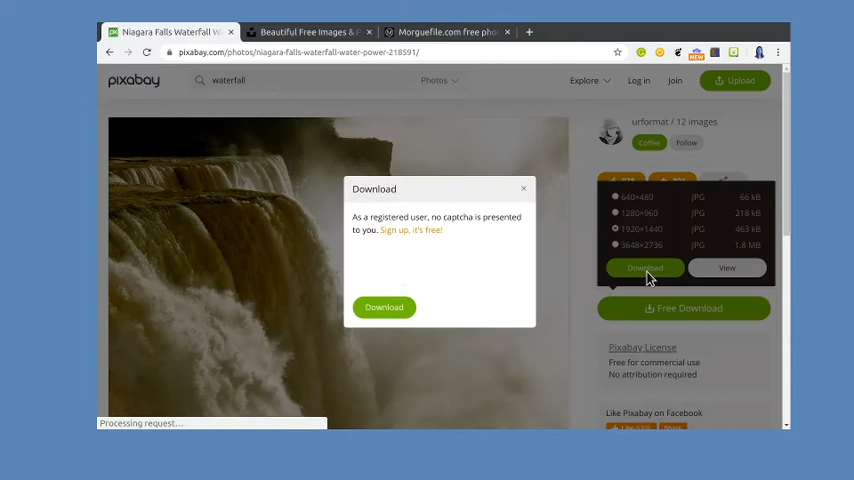 Niagara Falls Waterfall W
Beautiful Free Images & P
Morguefile.com free pho
pixabay.com/photos/niagara-falls-waterfall-water-power-218591/
NEW
pixabay
waterfall
Photos
Explore
Log in
Join
Upload
urformat / 12 images
Coffee
Follow
640×480 JPG 66 kB
1280×960 JPG 218 kB
1920×1440 JPG 463 kB
3648×2736 JPG 1.8 MB
Download
View
Free Download
Download
As a registered user, no captcha is presented
to you. Sign up, it's free!
Download
Pixabay License
Free for commercial use
No attribution required
Like Pixabay on Facebook
Processing request...